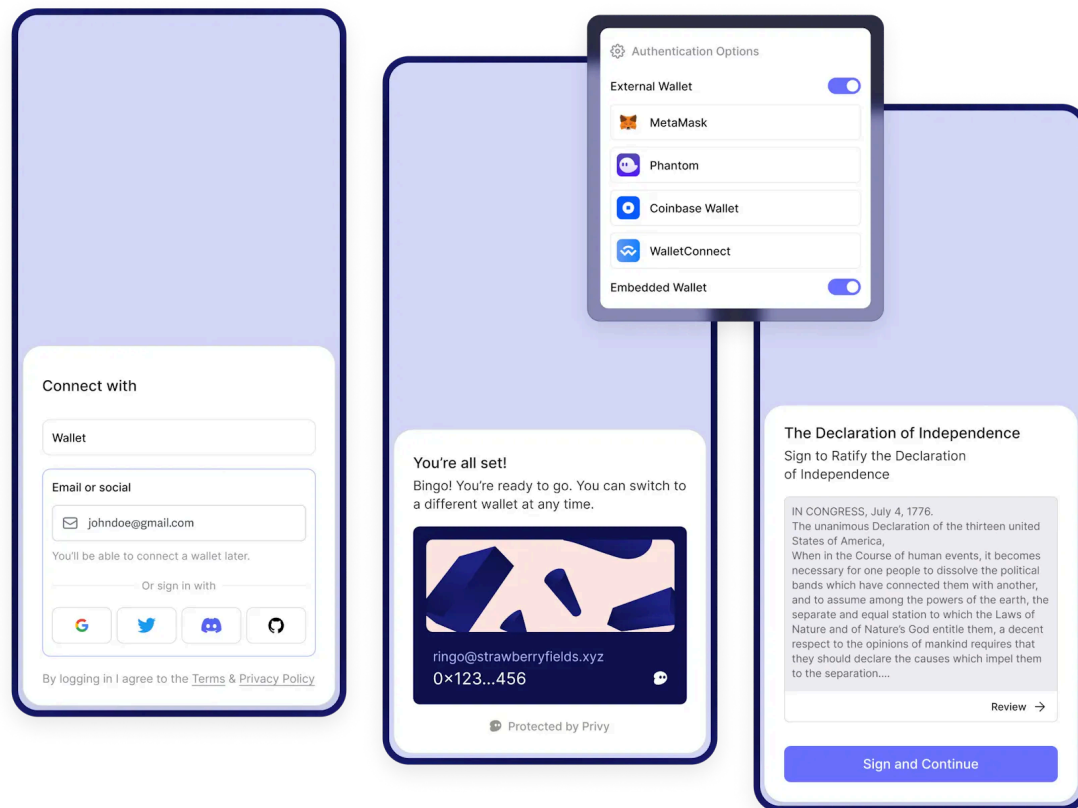 Connect with
Wallet
Email or social
johndoe@gmail.com
You'll be able to connect a wallet later.
Or sign in with
By logging in I agree to the Terms & Privacy Policy
You're all set!
Bingo! You're ready to go. You can switch to
a different wallet at any time.
ringo@strawberryfields.xyz
0×123...456
Protected by Privy
Authentication Options
External Wallet
MetaMask
Phantom
Coinbase Wallet
WalletConnect
Embedded Wallet
The Declaration of Independence
Sign to Ratify the Declaration
of Independence
IN CONGRESS, July 4, 1776.
The unanimous Declaration of the thirteen united
States of America,
When in the Course of human events, it becomes
necessary for one people to dissolve the political
bands which have connected them with another,
and to assume among the powers of the earth, the
separate and equal station to which the Laws of
Nature and of Nature's God entitle them, a decent
respect to the opinions of mankind requires that
they should declare the causes which impel them
to the separation....
Review
Sign and Continue